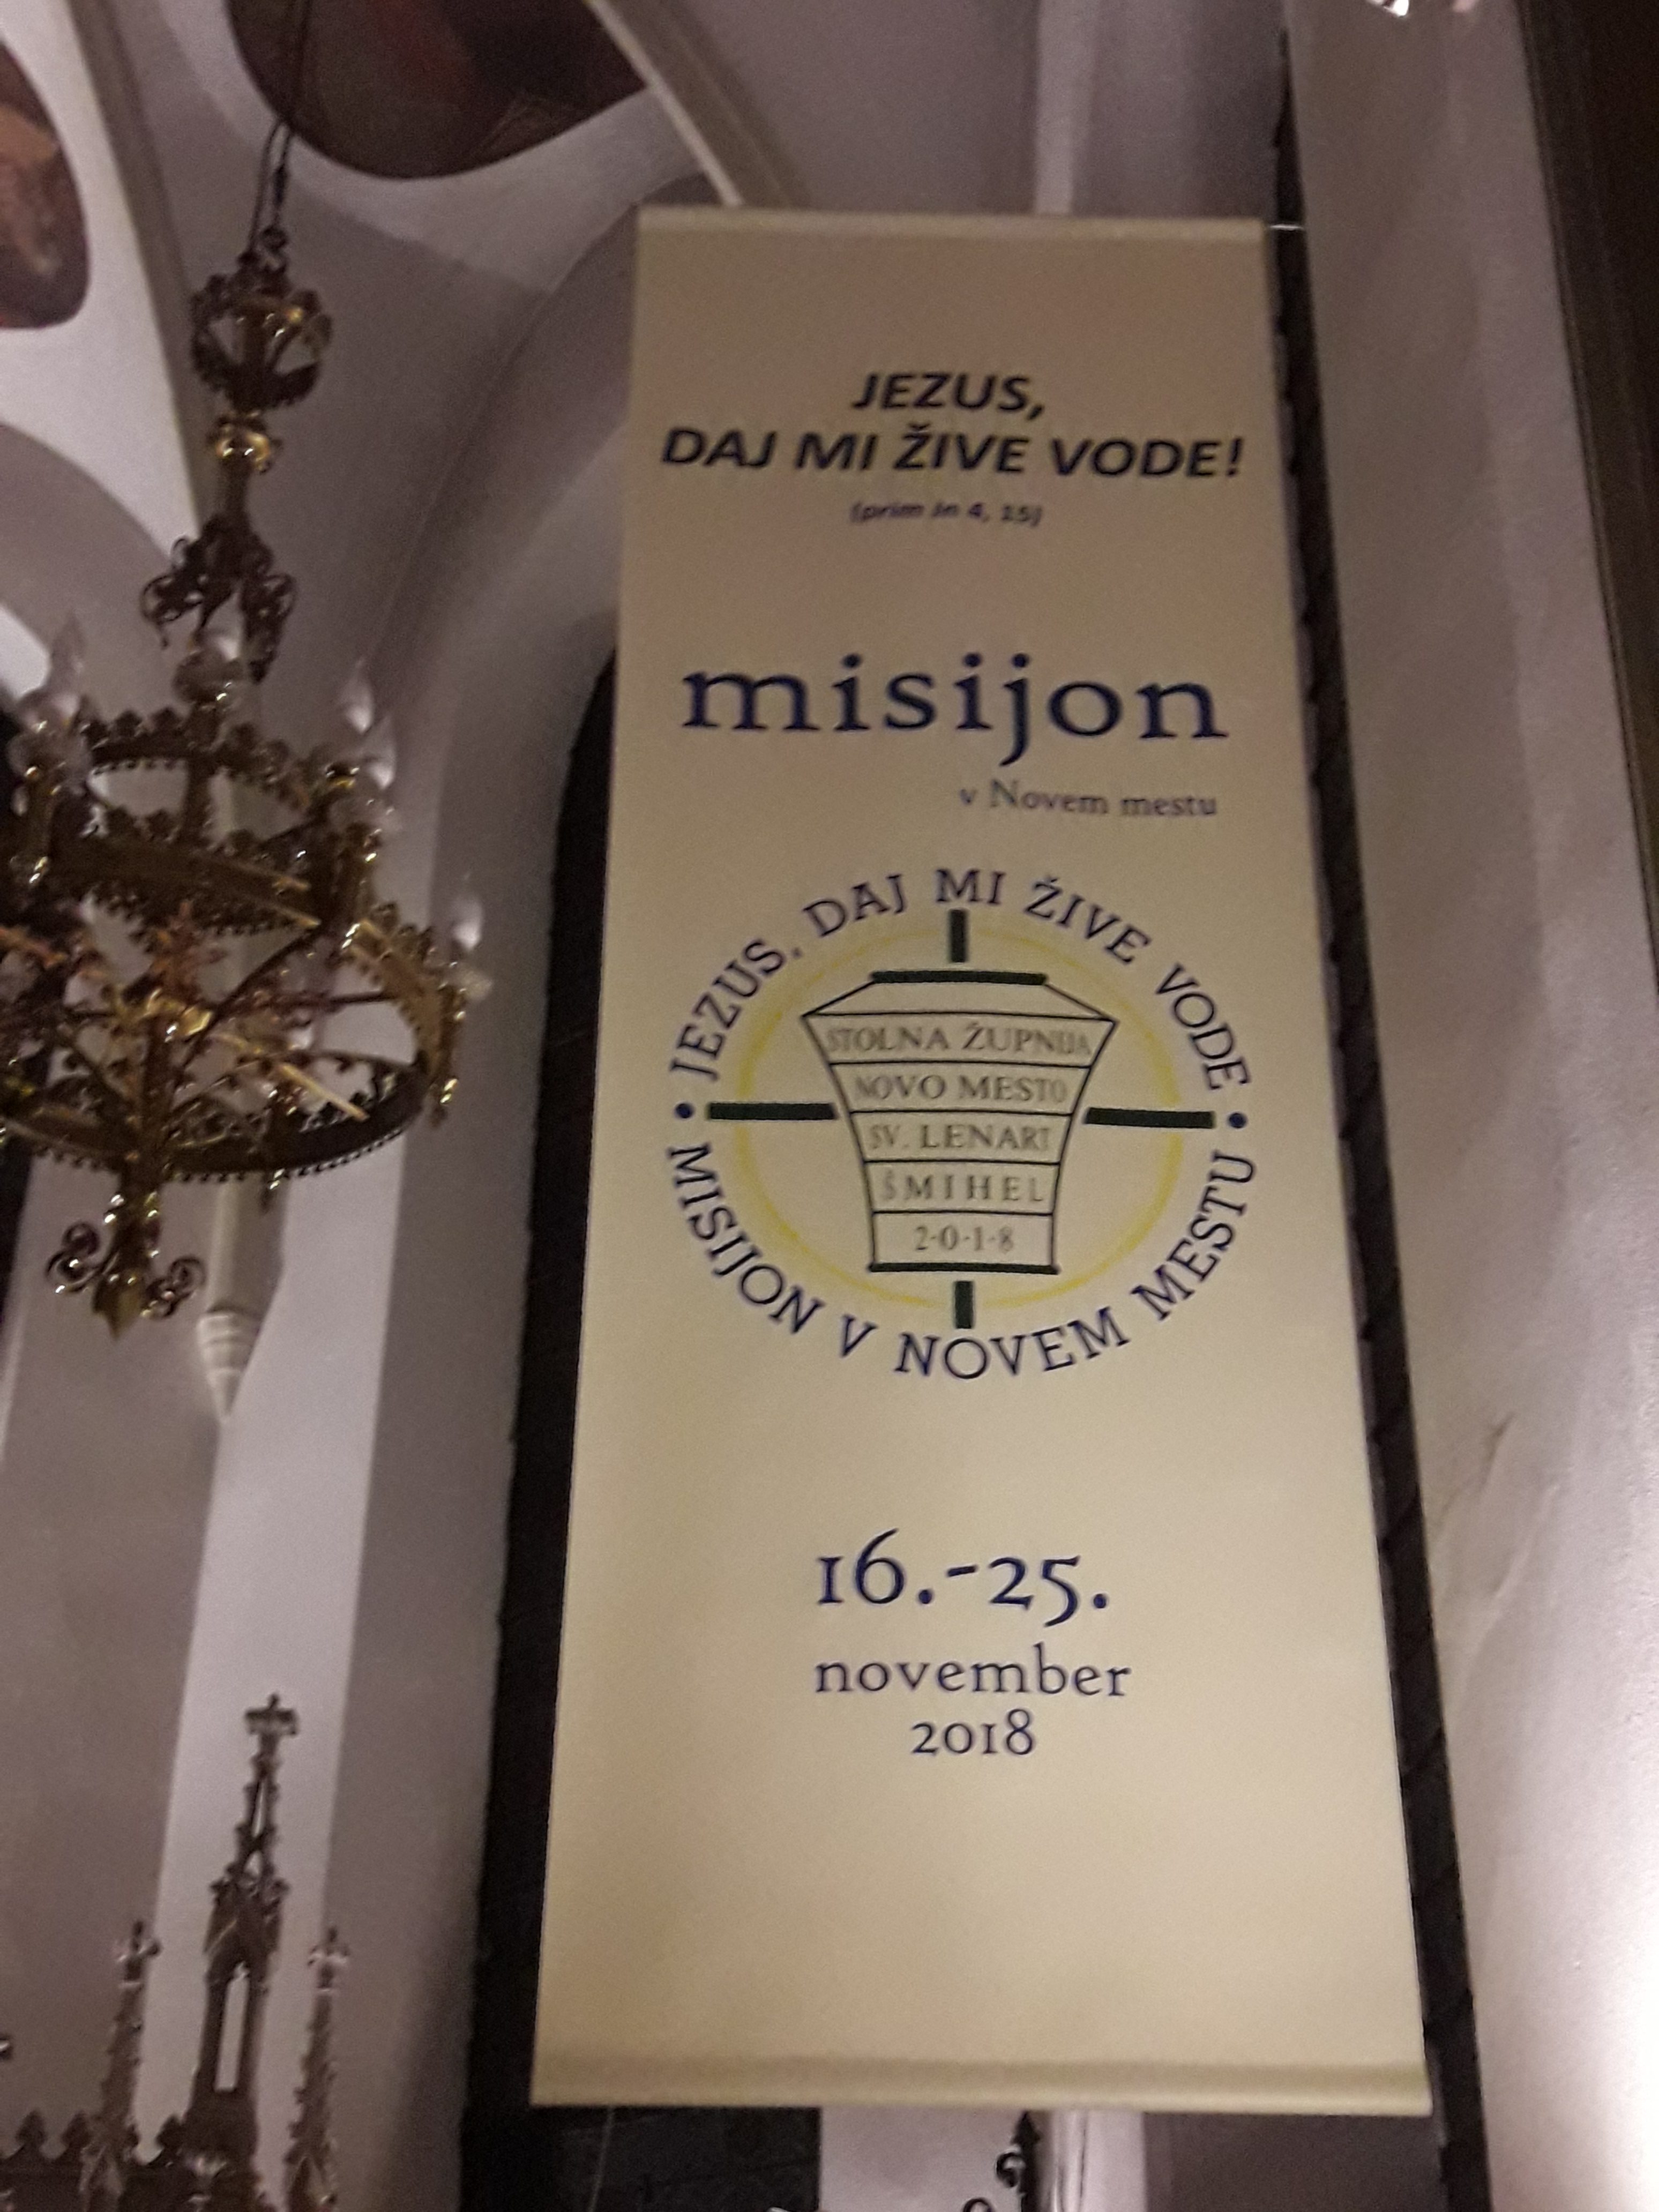 JEZUS,
DAJ MI ŽIVE VODE!
(prim Jn 4, 15)
misijon
v Novem mestu
• JEZUS, DAJ MI ŽIVE VODE •
STOLNA ŽUPNIJA
NOVO MESTO
SV. LENART
ŠMIHEL
2-0-1-8
MISIJON V NOVEM MESTU
16.-25.
november
2018